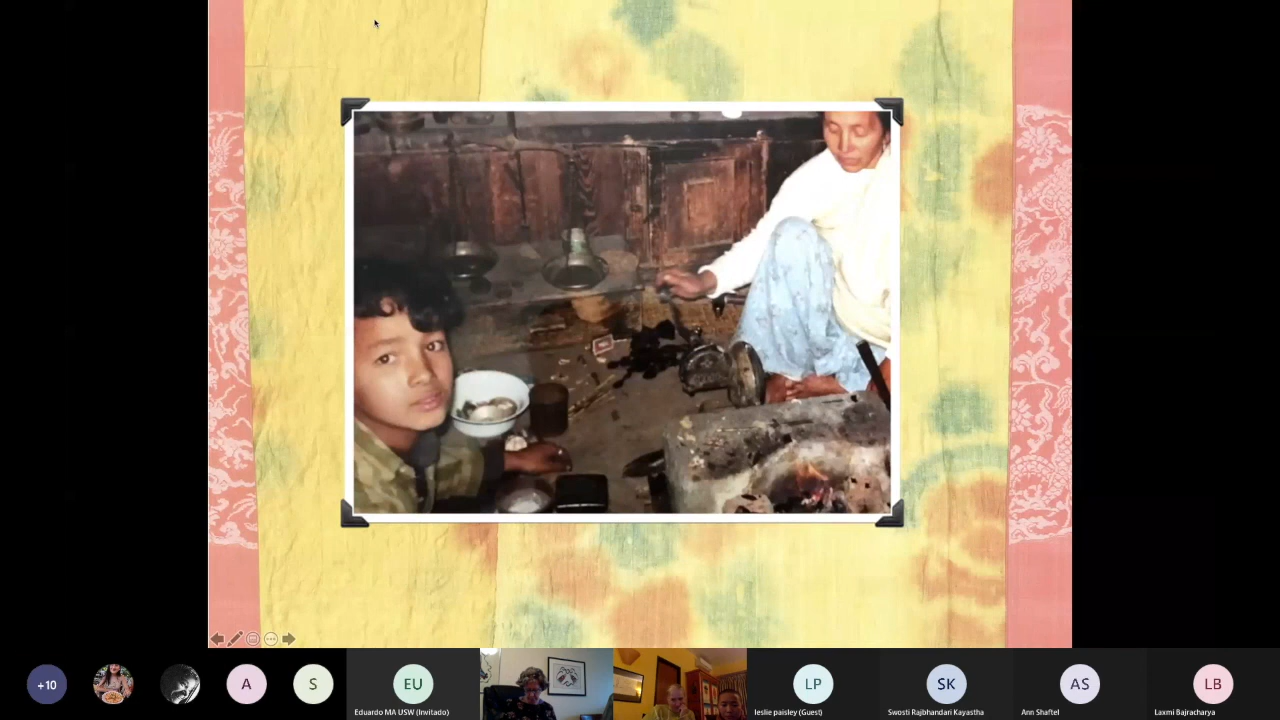 +10
A
S
EU
Eduardo MA USW (Invitado)
LP
leslie paisley (Guest)
SK
Swosti Rajbhandari Kayastha
AS
Ann Shaftel
LB
Laxmi Bajracharya